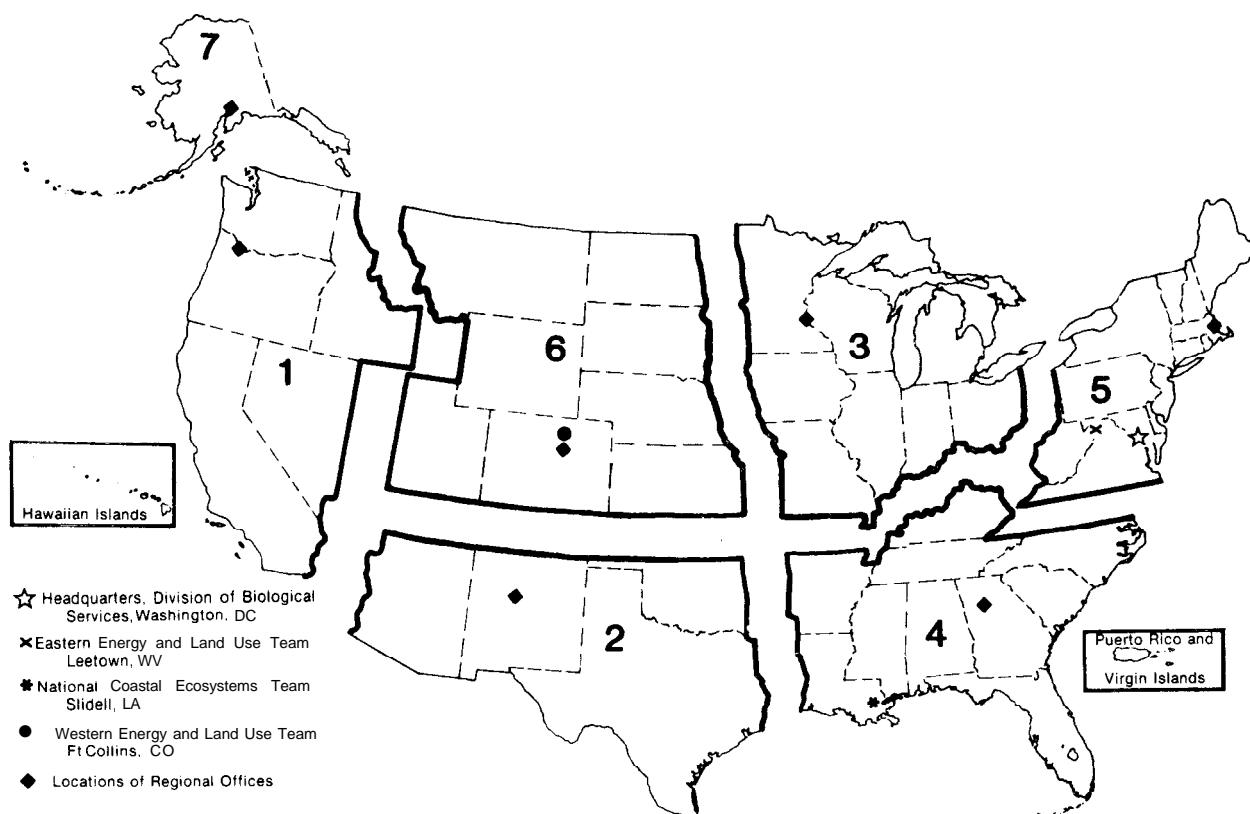 7
1
6
3
5
2
4
Hawaiian Islands
Headquarters, Division of Biological
Services, Washington, DC
Eastern Energy and Land Use Team
Leetown, WV
National Coastal Ecosystems Team
Slidell, LA
Western Energy and Land Use Team
Ft Collins, CO
Locations of Regional Offices
Puerto Rico and
Virgin Islands